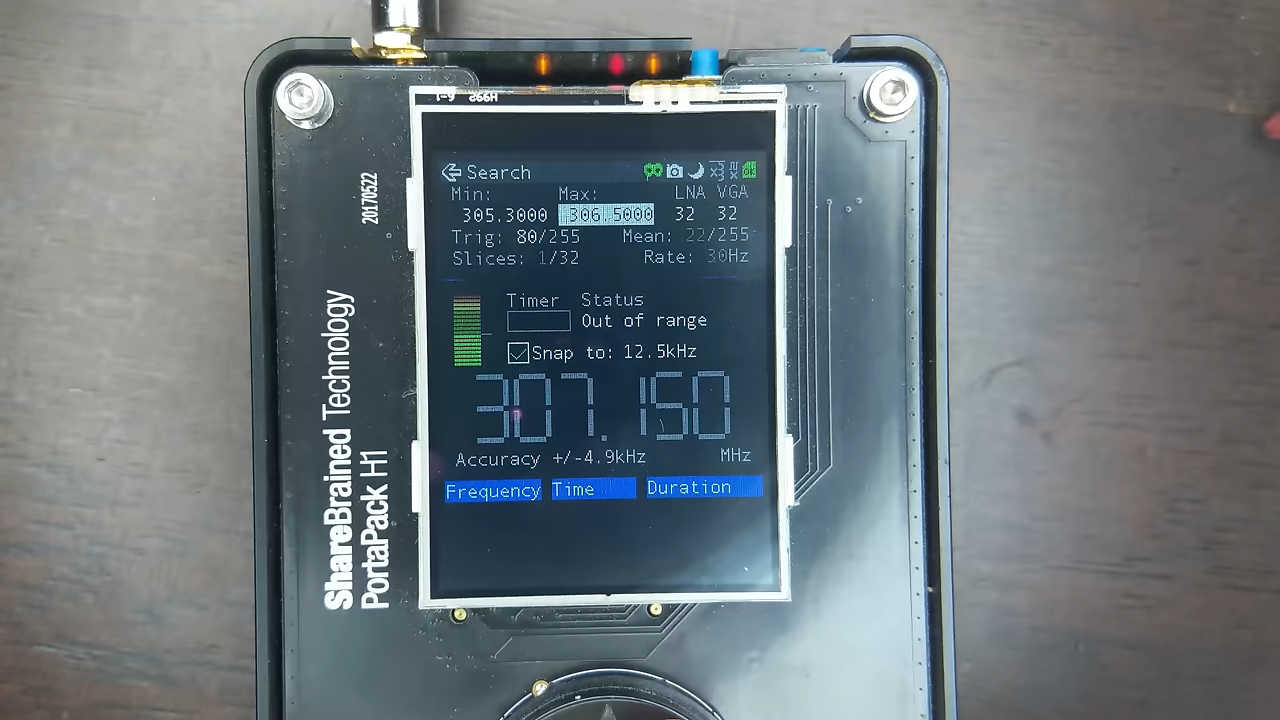 Search
Min: Max: LNA VGA
305.3000 306.5000 32 32
Trig: 80/255 Mean: 22/255
Slices: 1/32 Rate: 30Hz
Timer Status
Out of range
Snap to: 12.5kHz
307.150
Accuracy +/-4.9kHz MHz
Frequency Time Duration
20170522
ShareBrained Technology
PortaPack H1